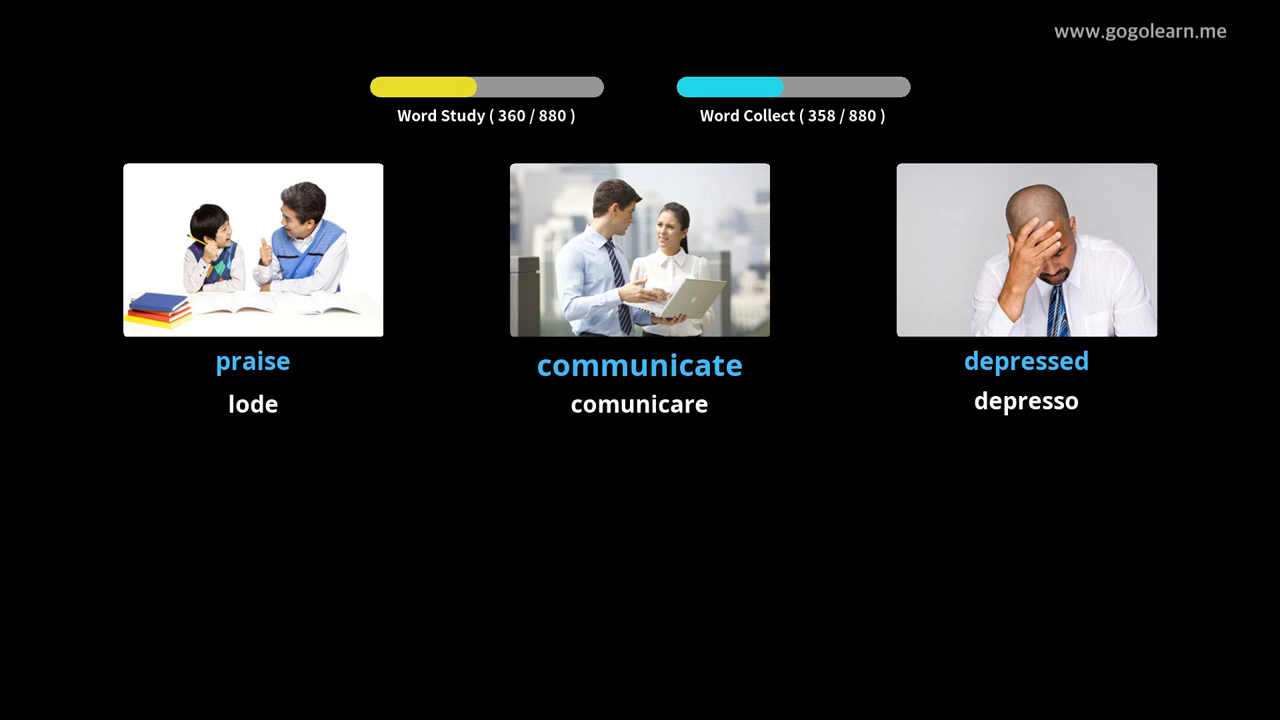 www.gogolearn.me
Word Study ( 360 / 880 )
Word Collect ( 358 / 880 )
praise
lode
communicate
comunicare
depressed
depresso